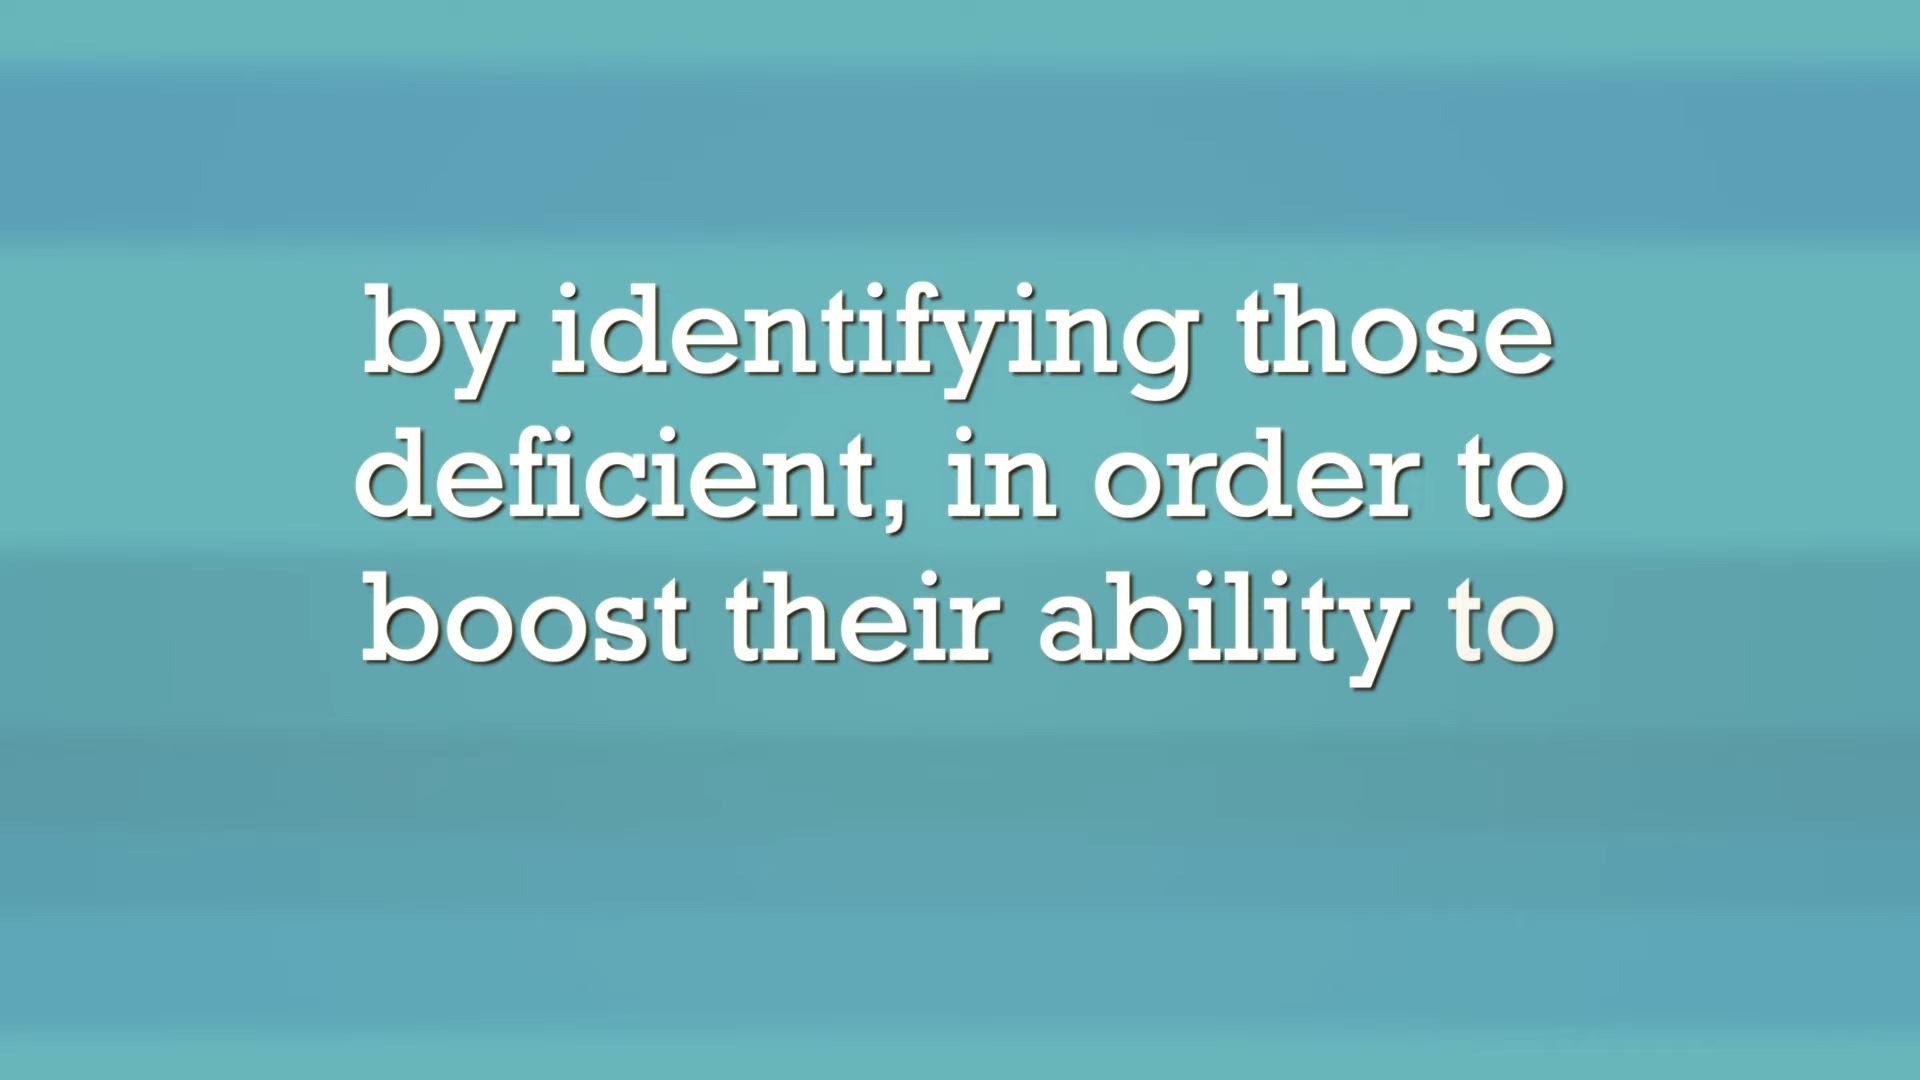 by identifying those
deficient, in order to
boost their ability to